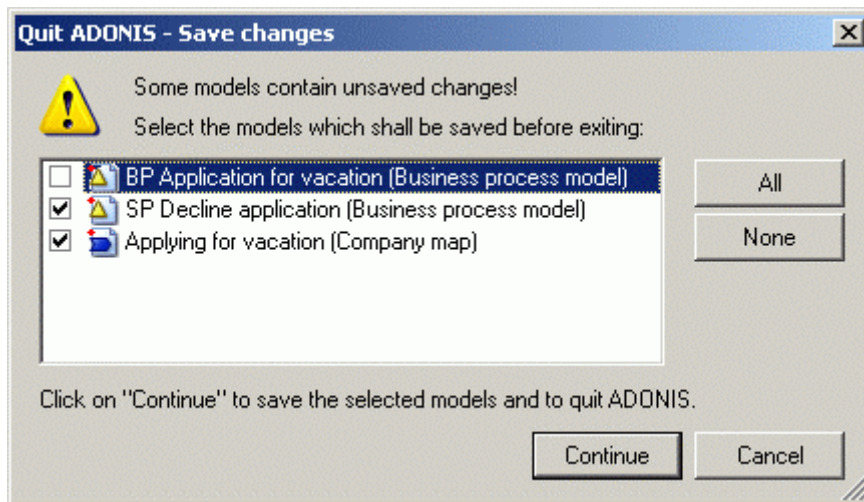 Quit ADONIS - Save changes
Some models contain unsaved changes!
Select the models which shall be saved before exiting:
BP Application for vacation (Business process model)
SP Decline application (Business process model)
Applying for vacation (Company map)
All
None
Click on "Continue" to save the selected models and to quit ADONIS.
Continue
Cancel